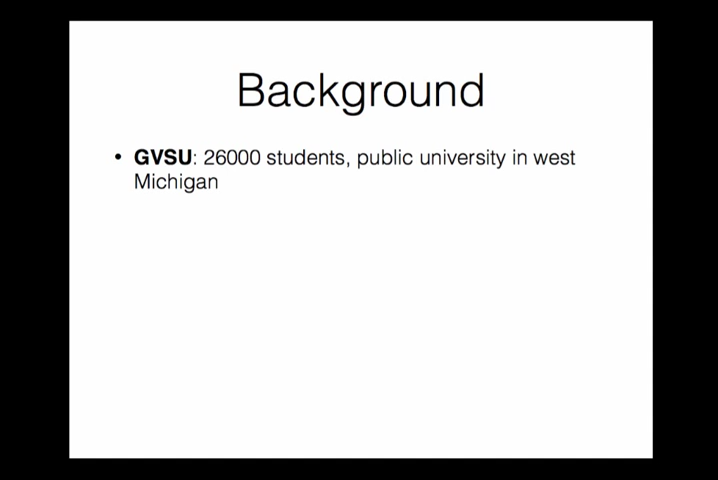 Background
• GVSU: 26000 students, public university in west
Michigan